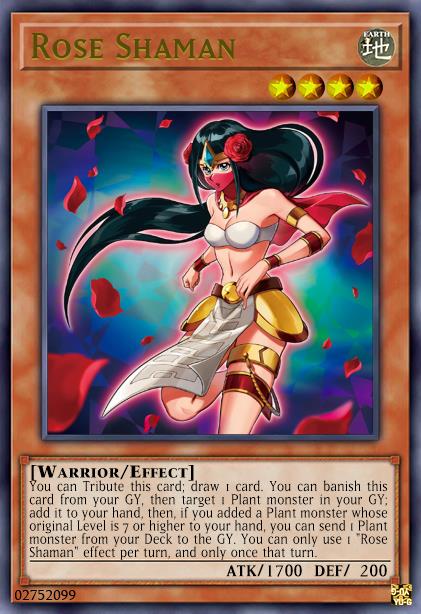 Rose Shaman
EARTH
地
[Warrior/Effect]
You can Tribute this card; draw 1 card. You can banish this
card from your GY, then target 1 Plant monster in your GY;
add it to your hand, then, if you added a Plant monster whose
original Level is 7 or higher to your hand, you can send 1 Plant
monster from your Deck to the GY. You can only use 1 "Rose
Shaman" effect per turn, and only once that turn.
ATK/1700 DEF/ 200
02752099